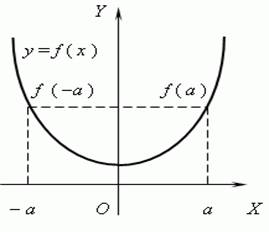 Y
y = f ( x )
f ( −a ) f ( a )
− a O a X